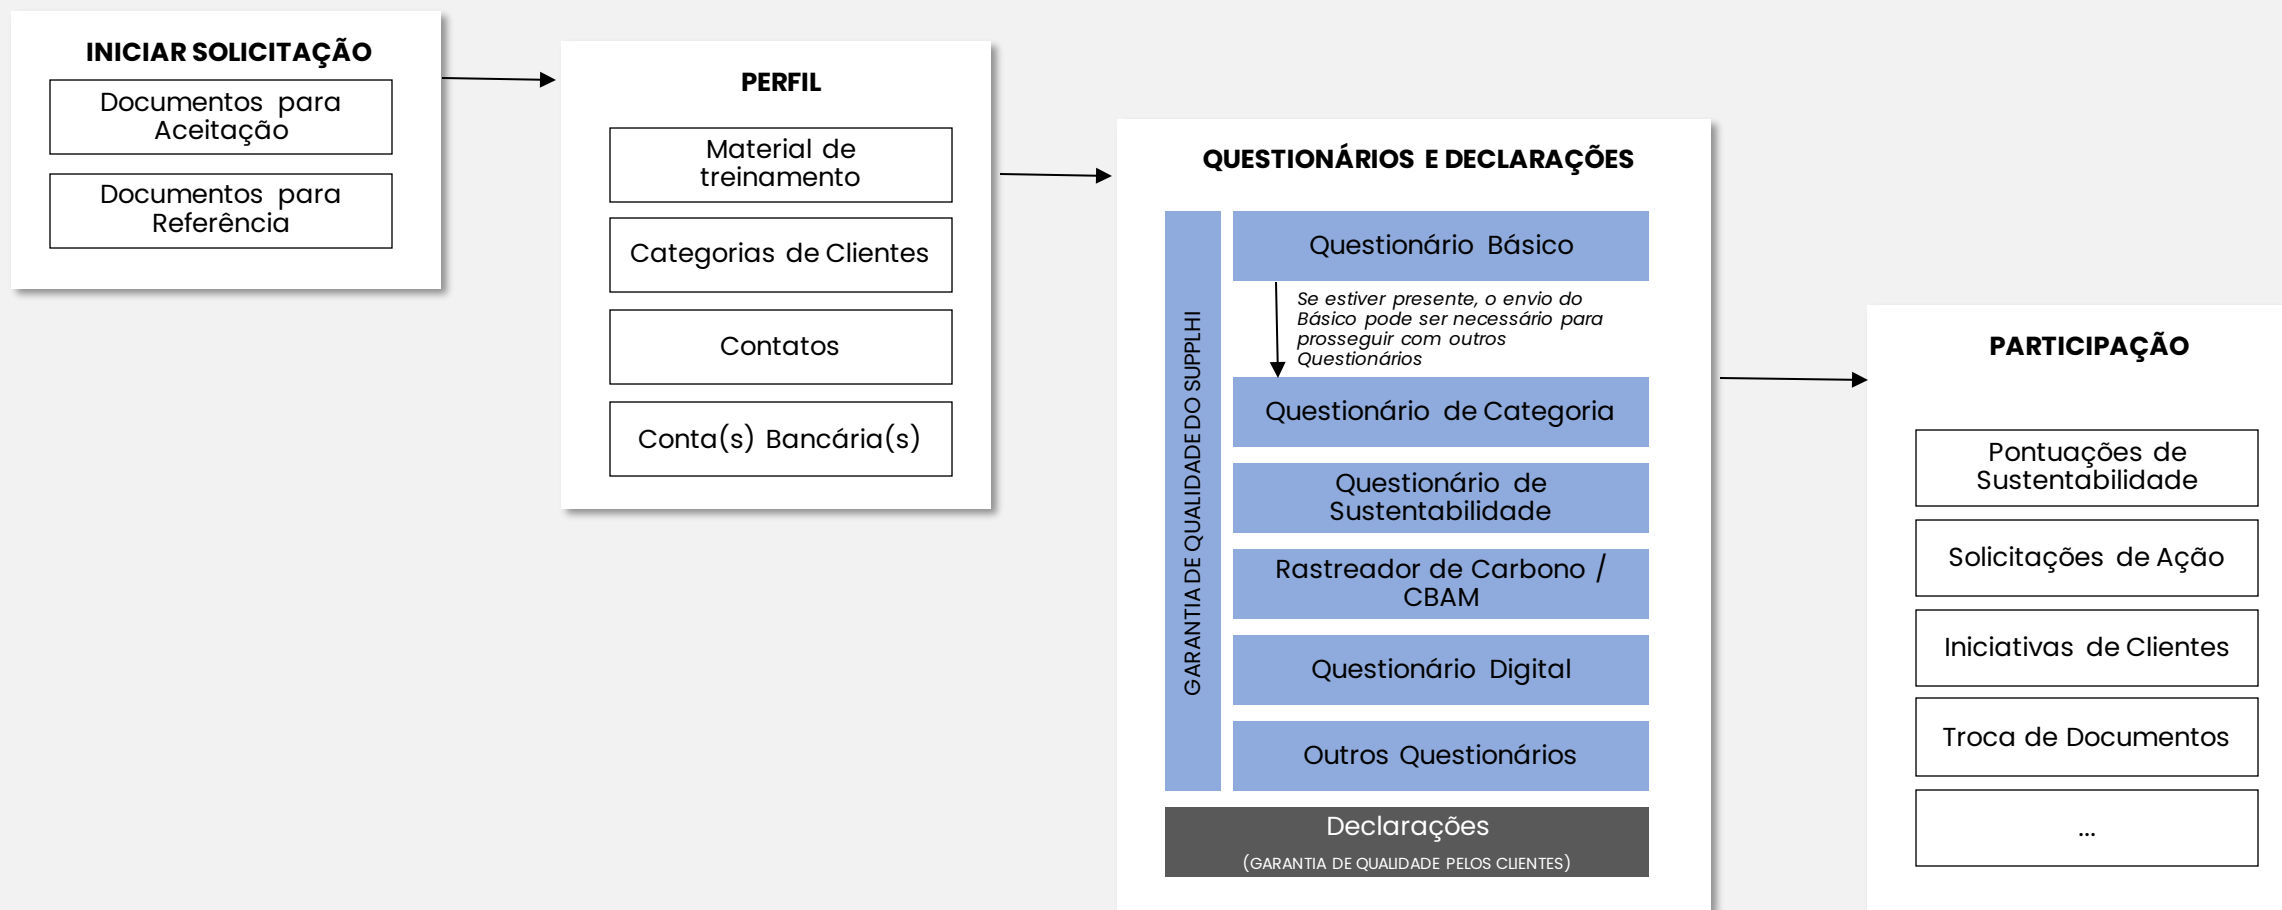 INICIAR SOLICITAÇÃO
Documentos para
Aceitação
Documentos para
Referência
PERFIL
Material de
treinamento
Categorias de Clientes
Contatos
Conta(s) Bancária(s)
QUESTIONÁRIOS E DECLARAÇÕES
GARANTIA DE QUALIDADE DO SUPPLHI
Questionário Básico
Se estiver presente, o envio do
Básico pode ser necessário para
prosseguir com outros
Questionários
Questionário de Categoria
Questionário de
Sustentabilidade
Rastreador de Carbono /
CBAM
Questionário Digital
Outros Questionários
Declarações
(GARANTIA DE QUALIDADE PELOS CLIENTES)
PARTICIPAÇÃO
Pontuações de
Sustentabilidade
Solicitações de Ação
Iniciativas de Clientes
Troca de Documentos
...